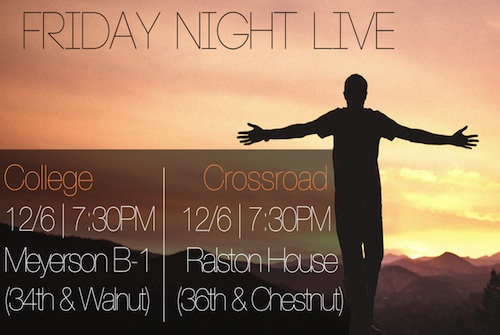 FRIDAY NIGHT LIVE
College
12/6 | 7:30PM
Meyerson B-1
(34th & Walnut)
Crossroad
12/6 | 7:30PM
Ralston House
(36th & Chestnut)